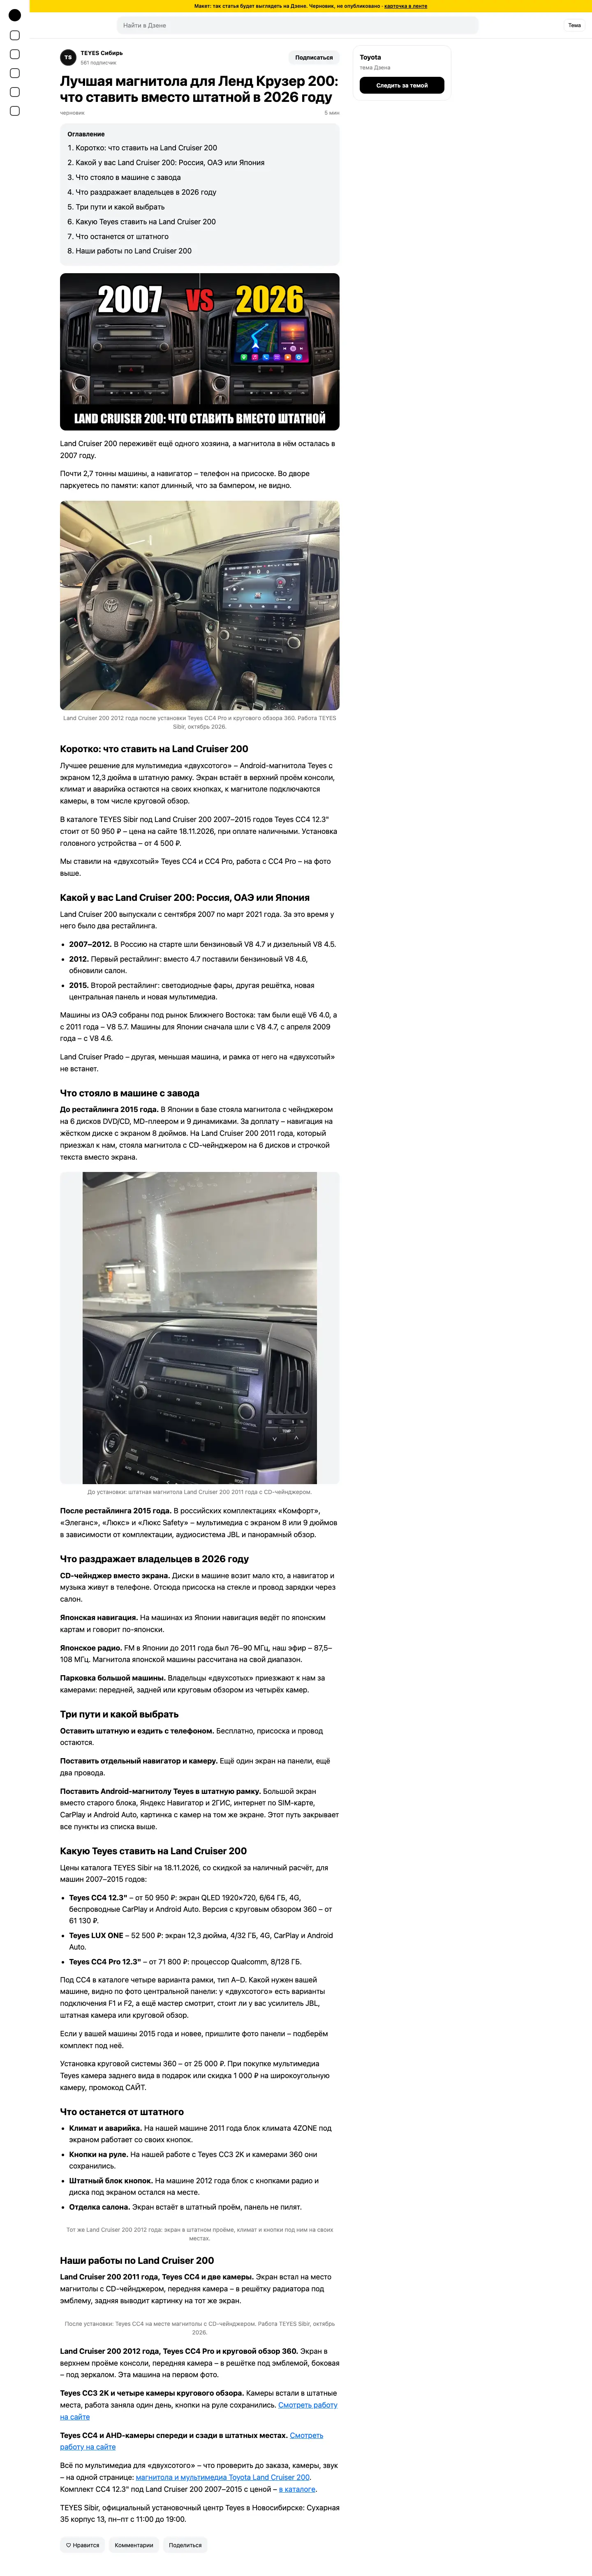 Макет: так статья будет выглядеть на Дзене. Черновик, не опубликовано · карточка в ленте
Найти в Дзене
Тема
TS
TEYES Сибирь
561 подписчик
Подписаться
Toyota
тема Дзена
Следить за темой
Лучшая магнитола для Ленд Крузер 200:
что ставить вместо штатной в 2026 году
черновик
5 мин
Оглавление
1. Коротко: что ставить на Land Cruiser 200
2. Какой у вас Land Cruiser 200: Россия, ОАЭ или Япония
3. Что стояло в машине с завода
4. Что раздражает владельцев в 2026 году
5. Три пути и какой выбрать
6. Какую Teyes ставить на Land Cruiser 200
7. Что останется от штатного
8. Наши работы по Land Cruiser 200
2007 VS 2026
LAND CRUISER 200: ЧТО СТАВИТЬ ВМЕСТО ШТАТНОЙ
Land Cruiser 200 переживёт ещё одного хозяина, а магнитола в нём осталась в
2007 году.
Почти 2,7 тонны машины, а навигатор – телефон на присоске. Во дворе
паркуетесь по памяти: капот длинный, что за бампером, не видно.
Land Cruiser 200 2012 года после установки Teyes CC4 Pro и кругового обзора 360. Работа TEYES
Sibir, октябрь 2026.
Коротко: что ставить на Land Cruiser 200
Лучшее решение для мультимедиа «двухсотого» – Android-магнитола Teyes с
экраном 12,3 дюйма в штатную рамку. Экран встаёт в верхний проём консоли,
климат и аварийка остаются на своих кнопках, к магнитоле подключаются
камеры, в том числе круговой обзор.
В каталоге TEYES Sibir под Land Cruiser 200 2007–2015 годов Teyes CC4 12.3"
стоит от 50 950 ₽ – цена на сайте 18.11.2026, при оплате наличными. Установка
головного устройства – от 4 500 ₽.
Мы ставили на «двухсотый» Teyes CC4 и CC4 Pro, работа с CC4 Pro – на фото
выше.
Какой у вас Land Cruiser 200: Россия, ОАЭ или Япония
Land Cruiser 200 выпускали с сентября 2007 по март 2021 года. За это время у
него было два рестайлинга.
• 2007–2012. В Россию на старте шли бензиновый V8 4.7 и дизельный V8 4.5.
• 2012. Первый рестайлинг: вместо 4.7 поставили бензиновый V8 4.6,
обновили салон.
• 2015. Второй рестайлинг: светодиодные фары, другая решётка, новая
центральная панель и новая мультимедиа.
Машины из ОАЭ собраны под рынок Ближнего Востока: там были ещё V6 4.0, а
с 2011 года – V8 5.7. Машины для Японии сначала шли с V8 4.7, с апреля 2009
года – с V8 4.6.
Land Cruiser Prado – другая, меньшая машина, и рамка от него на «двухсотый»
не встанет.
Что стояло в машине с завода
До рестайлинга 2015 года. В Японии в базе стояла магнитола с чейнджером
на 6 дисков DVD/CD, MD-плеером и 9 динамиками. За доплату – навигация на
жёстком диске с экраном 8 дюймов. На Land Cruiser 200 2011 года, который
приезжал к нам, стояла магнитола с CD-чейнджером на 6 дисков и строчкой
текста вместо экрана.
До установки: штатная магнитола Land Cruiser 200 2011 года с CD-чейнджером.
После рестайлинга 2015 года. В российских комплектациях «Комфорт»,
«Элеганс», «Люкс» и «Люкс Safety» – мультимедиа с экраном 8 или 9 дюймов
в зависимости от комплектации, аудиосистема JBL и панорамный обзор.
Что раздражает владельцев в 2026 году
CD-чейнджер вместо экрана. Диски в машине возит мало кто, а навигатор и
музыка живут в телефоне. Отсюда присоска на стекле и провод зарядки через
салон.
Японская навигация. На машинах из Японии навигация ведёт по японским
картам и говорит по-японски.
Японское радио. FM в Японии до 2011 года был 76–90 МГц, наш эфир – 87,5–
108 МГц. Магнитола японской машины рассчитана на свой диапазон.
Парковка большой машины. Владельцы «двухсотых» приезжают к нам за
камерами: передней, задней или круговым обзором из четырёх камер.
Три пути и какой выбрать
Оставить штатную и ездить с телефоном. Бесплатно, присоска и провод
остаются.
Поставить отдельный навигатор и камеру. Ещё один экран на панели, ещё
два провода.
Поставить Android-магнитолу Teyes в штатную рамку. Большой экран
вместо старого блока, Яндекс Навигатор и 2ГИС, интернет по SIM-карте,
CarPlay и Android Auto, картинка с камер на том же экране. Этот путь закрывает
все пункты из списка выше.
Какую Teyes ставить на Land Cruiser 200
Цены каталога TEYES Sibir на 18.11.2026, со скидкой за наличный расчёт, для
машин 2007–2015 годов:
• Teyes CC4 12.3" – от 50 950 ₽: экран QLED 1920×720, 6/64 ГБ, 4G,
беспроводные CarPlay и Android Auto. Версия с круговым обзором 360 – от
61 130 ₽.
• Teyes LUX ONE – 52 500 ₽: экран 12,3 дюйма, 4/32 ГБ, 4G, CarPlay и Android
Auto.
• Teyes CC4 Pro 12.3" – от 71 800 ₽: процессор Qualcomm, 8/128 ГБ.
Под CC4 в каталоге четыре варианта рамки, тип A–D. Какой нужен вашей
машине, видно по фото центральной панели: у «двухсотого» есть варианты
подключения F1 и F2, а ещё мастер смотрит, стоит ли у вас усилитель JBL,
штатная камера или круговой обзор.
Если у вашей машины 2015 года и новее, пришлите фото панели – подберём
комплект под неё.
Установка круговой системы 360 – от 25 000 ₽. При покупке мультимедиа
Teyes камера заднего вида в подарок или скидка 1 000 ₽ на широкоугольную
камеру, промокод САЙТ.
Что останется от штатного
• Климат и аварийка. На нашей машине 2011 года блок климата 4ZONE под
экраном работает со своих кнопок.
• Кнопки на руле. На нашей работе с Teyes CC3 2K и камерами 360 они
сохранились.
• Штатный блок кнопок. На машине 2012 года блок с кнопками радио и
диска под экраном остался на месте.
• Отделка салона. Экран встаёт в штатный проём, панель не пилят.
Тот же Land Cruiser 200 2012 года: экран в штатном проёме, климат и кнопки под ним на своих
местах.
Наши работы по Land Cruiser 200
Land Cruiser 200 2011 года, Teyes CC4 и две камеры. Экран встал на место
магнитолы с CD-чейнджером, передняя камера – в решётку радиатора под
эмблему, задняя выводит картинку на тот же экран.
После установки: Teyes CC4 на месте магнитолы с CD-чейнджером. Работа TEYES Sibir, октябрь
2026.
Land Cruiser 200 2012 года, Teyes CC4 Pro и круговой обзор 360. Экран в
верхнем проёме консоли, передняя камера – в решётке под эмблемой, боковая
– под зеркалом. Эта машина на первом фото.
Teyes CC3 2K и четыре камеры кругового обзора. Камеры встали в штатные
места, работа заняла один день, кнопки на руле сохранились. Смотреть работу
на сайте
Teyes CC4 и AHD-камеры спереди и сзади в штатных местах. Смотреть
работу на сайте
Всё по мультимедиа для «двухсотого» – что проверить до заказа, камеры, звук
– на одной странице: магнитола и мультимедиа Toyota Land Cruiser 200.
Комплект CC4 12.3" под Land Cruiser 200 2007–2015 с ценой – в каталоге.
TEYES Sibir, официальный установочный центр Teyes в Новосибирске: Сухарная
35 корпус 13, пн–пт с 11:00 до 19:00.
Нравится
Комментарии
Поделиться